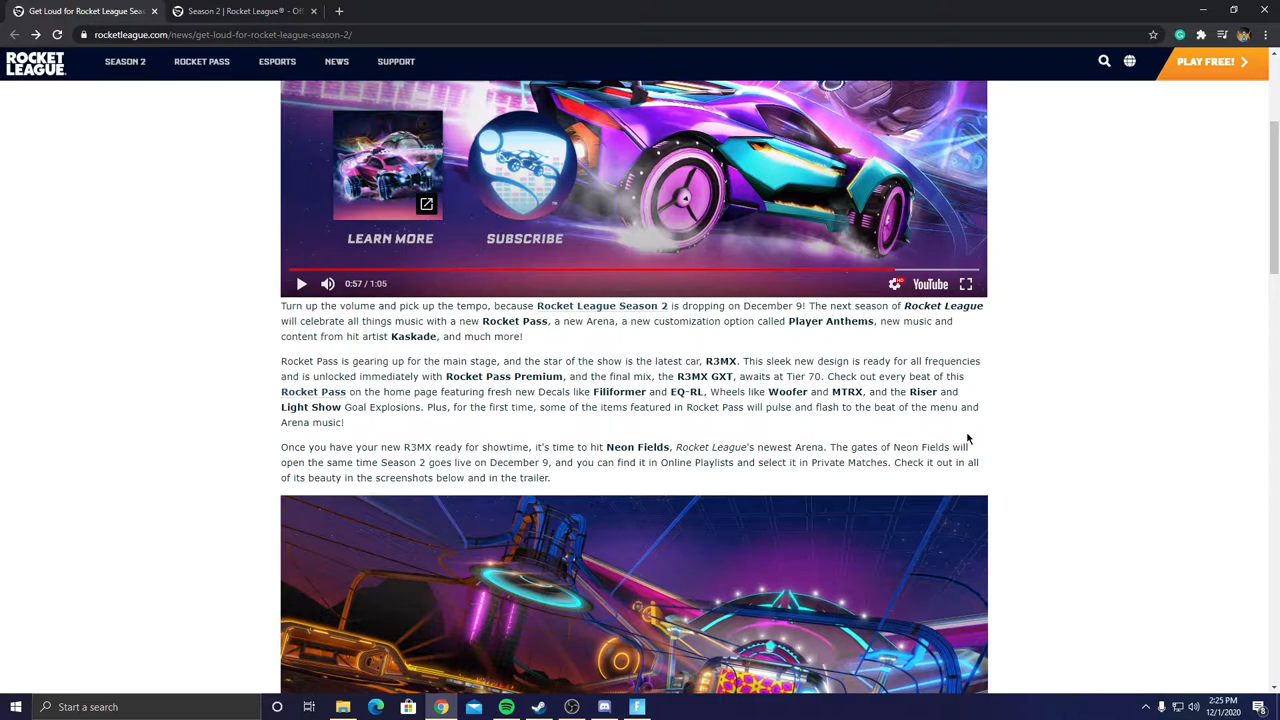 Get Loud for Rocket League Sea
Season 2 | Rocket League® - Off
rocketleague.com/news/get-loud-for-rocket-league-season-2/
ROCKET LEAGUE
SEASON 2 ROCKET PASS ESPORTS NEWS SUPPORT
PLAY FREE!
LEARN MORE SUBSCRIBE
0:57 / 1:05 HD YouTube
Turn up the volume and pick up the tempo, because Rocket League Season 2 is dropping on December 9! The next season of Rocket League
will celebrate all things music with a new Rocket Pass, a new Arena, a new customization option called Player Anthems, new music and
content from hit artist Kaskade, and much more!
Rocket Pass is gearing up for the main stage, and the star of the show is the latest car, R3MX. This sleek new design is ready for all frequencies
and is unlocked immediately with Rocket Pass Premium, and the final mix, the R3MX GXT, awaits at Tier 70. Check out every beat of this
Rocket Pass on the home page featuring fresh new Decals like Filiformer and EQ-RL, Wheels like Woofer and MTRX, and the Riser and
Light Show Goal Explosions. Plus, for the first time, some of the items featured in Rocket Pass will pulse and flash to the beat of the menu and
Arena music!
Once you have your new R3MX ready for showtime, it's time to hit Neon Fields, Rocket League's newest Arena. The gates of Neon Fields will
open the same time Season 2 goes live on December 9, and you can find it in Online Playlists and select it in Private Matches. Check it out in all
of its beauty in the screenshots below and in the trailer.
Start a search
2:25 PM
12/1/2020
8